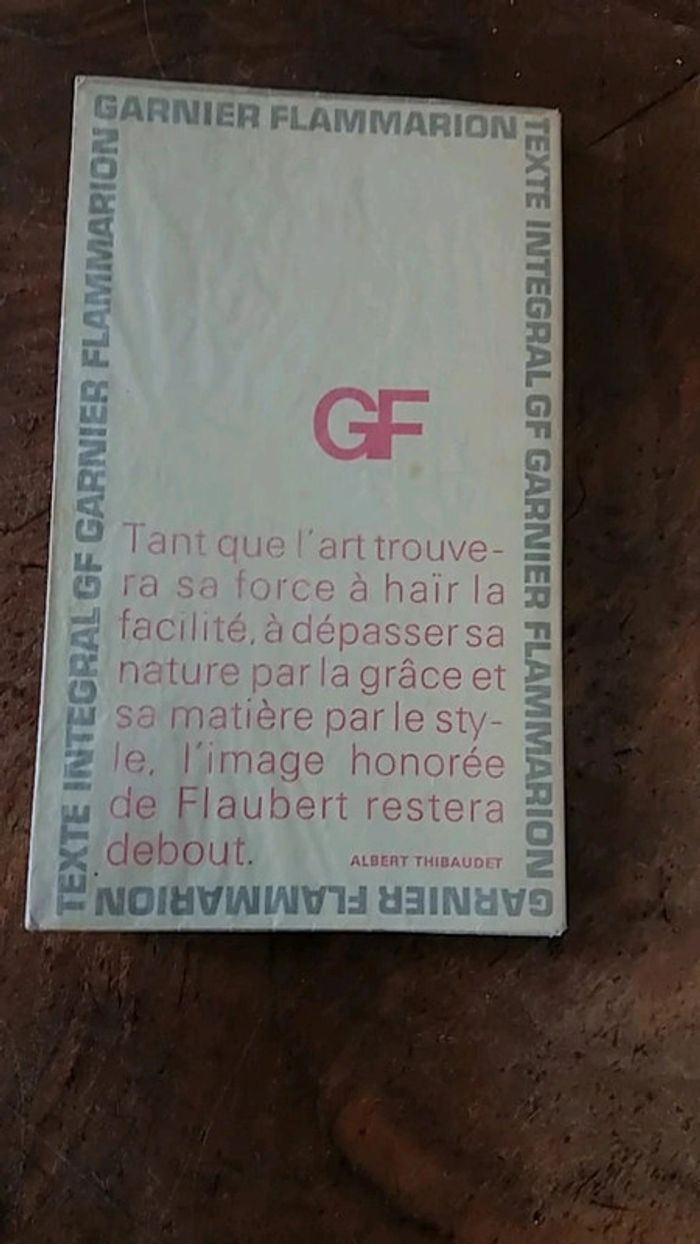 GARNIER FLAMMARION
TEXTE INTEGRAL GF GARNIER FLAMMARION
TEXTE INTEGRAL GF GARNIER FLAMMARION
GF
Tant que l'art trouve-
ra sa force à haïr la
facilité, à dépasser sa
nature par la grâce et
sa matière par le sty-
le, l'image honorée
de Flaubert restera
debout.
ALBERT THIBAUDET
GARNIER FLAMMARION